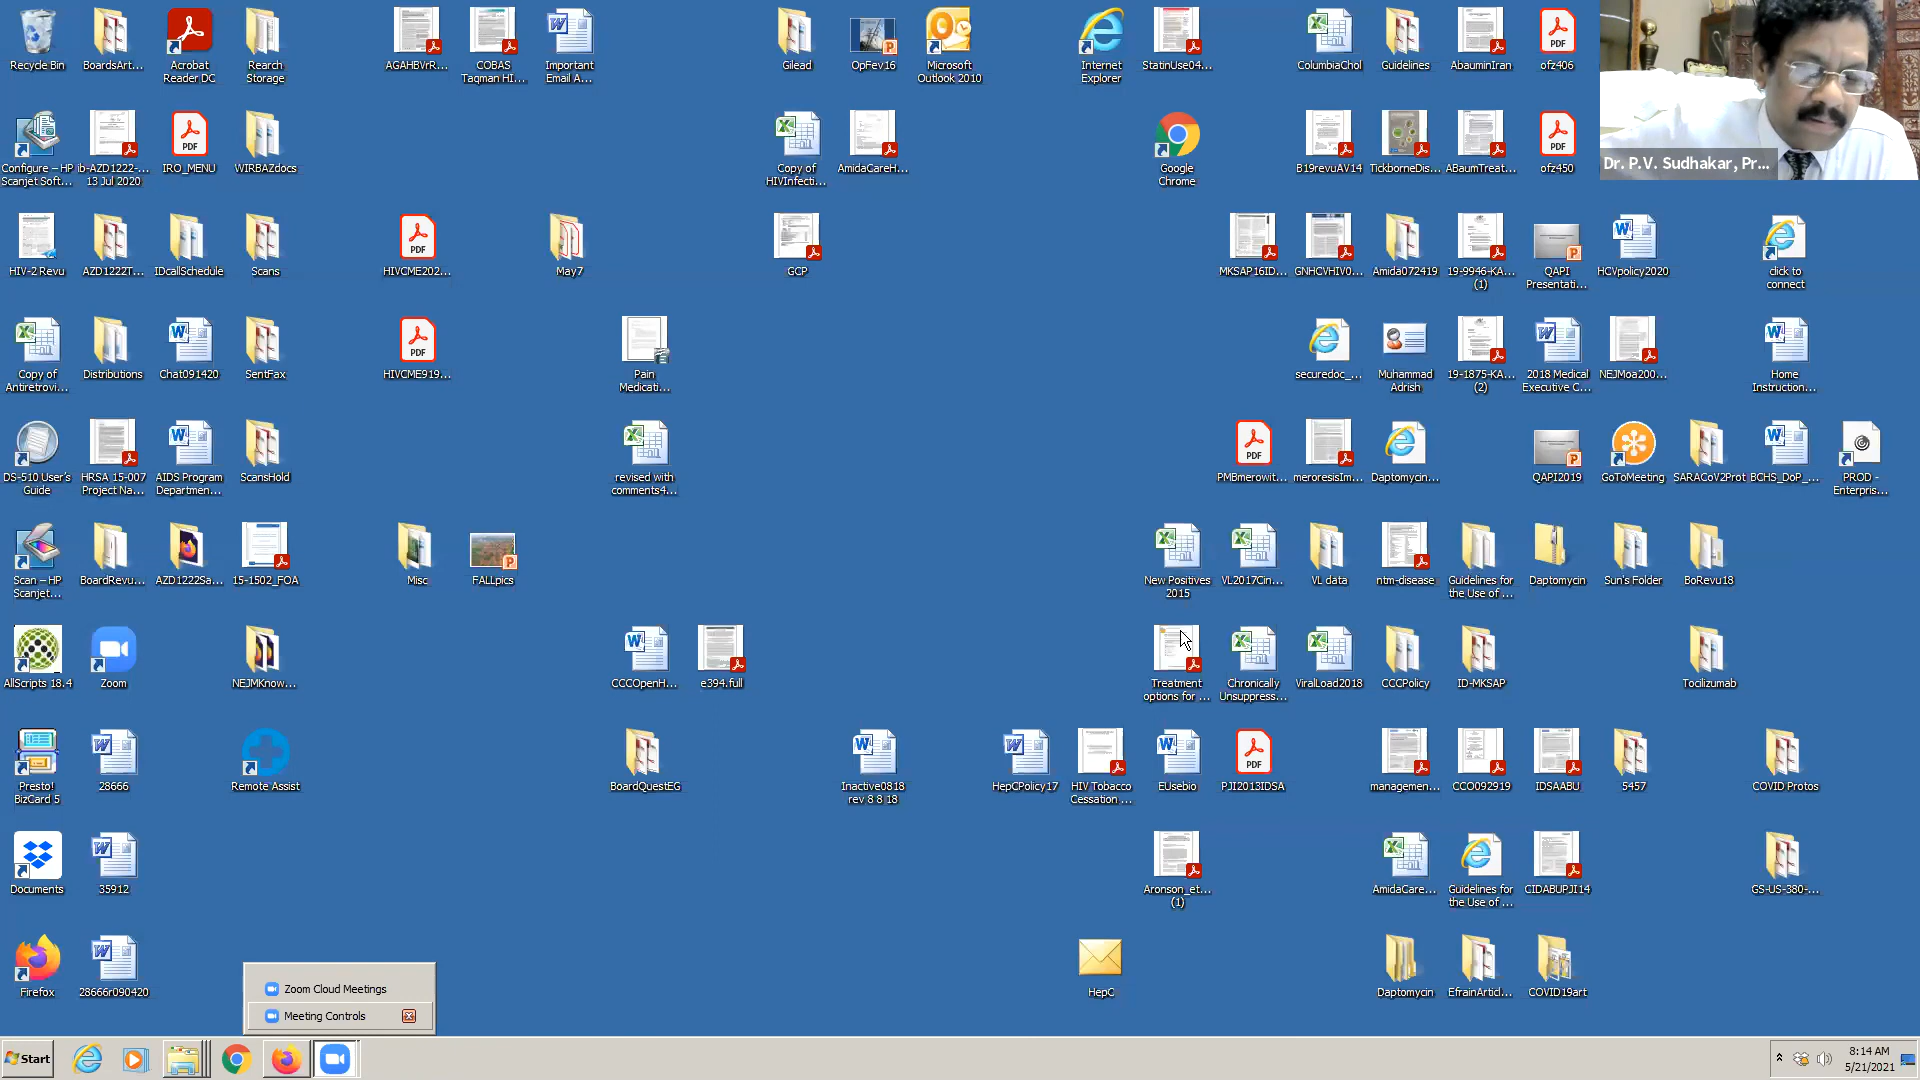 Recycle Bin
BoardsArt...
Acrobat
Reader DC
Rearch
Storage
AGAHBVrR...
COBAS
Taqman HI...
Important
Email A...
Gilead
OpFev16
Microsoft
Outlook 2010
Internet
Explorer
StatinUse04...
ColumbiaChol
Guidelines
AbauminIran
PDF
ofz406
Dr. P.V. Sudhakar, Pr...
Configure – HP
Scanjet Soft...
ib-AZD1222-...
13 Jul 2020
PDF
IRO_MENU
WIRBAZdocs
Copy of
HIVInfecti...
AmidaCareH...
Google
Chrome
B19revuAV14
TickborneDis...
ABaumTreat...
PDF
ofz450
HIV-2 Revu
AZD1222T...
IDcallSchedule
Scans
PDF
HIVCME202...
May7
GCP
MKSAP16ID...
GNHCVHIV0...
Amida072419
19-9946-KA...
(1)
QAPI
Presentati...
HCVpolicy2020
click to
connect
Copy of
Antiretrovi...
Distributions
Chat091420
SentFax
PDF
HIVCME919...
Pain
Medicati...
securedoc_...
Muhammad
Adrish
19-1875-KA...
(2)
2018 Medical
Executive C...
NEJMoa200...
Home
Instruction...
DS-510 User's
Guide
HRSA 15-007
Project Na...
AIDS Program
Departmen...
ScansHold
revised with
comments4...
PDF
PMBmerowit...
meroresisIm...
Daptomycin...
QAPI2019
GoToMeeting
SARACoV2Prot
BCHS_DoP_...
PROD -
Enterpris...
Scan – HP
Scanjet...
BoardRevu...
AZD1222Sa...
15-1502_FOA
Misc
FALLpics
New Positives
2015
VL2017Cin...
VL data
ntm-disease
Guidelines for
the Use of ...
Daptomycin
Sun's Folder
BoRevu18
AllScripts 18.4
Zoom
NEJMKnow...
CCCOpenH...
e394.full
Treatment
options for ...
Chronically
Unsuppress...
ViralLoad2018
CCCPolicy
ID-MKSAP
Tocilizumab
Presto!
BizCard 5
28666
Remote Assist
BoardQuestEG
Inactive0818
rev 8 8 18
HepCPolicy17
HIV Tobacco
Cessation ...
EUsebio
PDF
PJI2013IDSA
managemen...
CCO092919
IDSAABU
5457
COVID Protos
Documents
35912
Aronson_et...
(1)
AmidaCare...
Guidelines for
the Use of ...
CIDABUPJI14
GS-US-380-...
Firefox
28666r090420
HepC
Daptomycin
EfrainArticl...
COVID19art
Zoom Cloud Meetings
Meeting Controls
Start
8:14 AM
5/21/2021